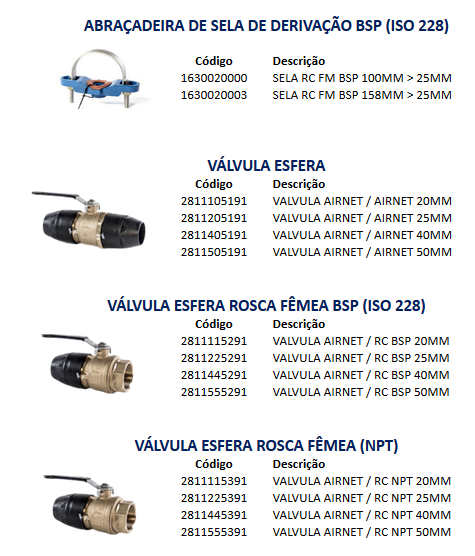 ABRAÇADEIRA DE SELA DE DERIVAÇÃO BSP (ISO 228)
Código Descrição
1630020000 SELA RC FM BSP 100MM > 25MM
1630020003 SELA RC FM BSP 158MM > 25MM
VÁLVULA ESFERA
Código Descrição
2811105191 VALVULA AIRNET / AIRNET 20MM
2811205191 VALVULA AIRNET / AIRNET 25MM
2811405191 VALVULA AIRNET / AIRNET 40MM
2811505191 VALVULA AIRNET / AIRNET 50MM
VÁLVULA ESFERA ROSCA FÊMEA BSP (ISO 228)
Código Descrição
2811115291 VALVULA AIRNET / RC BSP 20MM
2811225291 VALVULA AIRNET / RC BSP 25MM
2811445291 VALVULA AIRNET / RC BSP 40MM
2811555291 VALVULA AIRNET / RC BSP 50MM
VÁLVULA ESFERA ROSCA FÊMEA (NPT)
Código Descrição
2811115391 VALVULA AIRNET / RC NPT 20MM
2811225391 VALVULA AIRNET / RC NPT 25MM
2811445391 VALVULA AIRNET / RC NPT 40MM
2811555391 VALVULA AIRNET / RC NPT 50MM